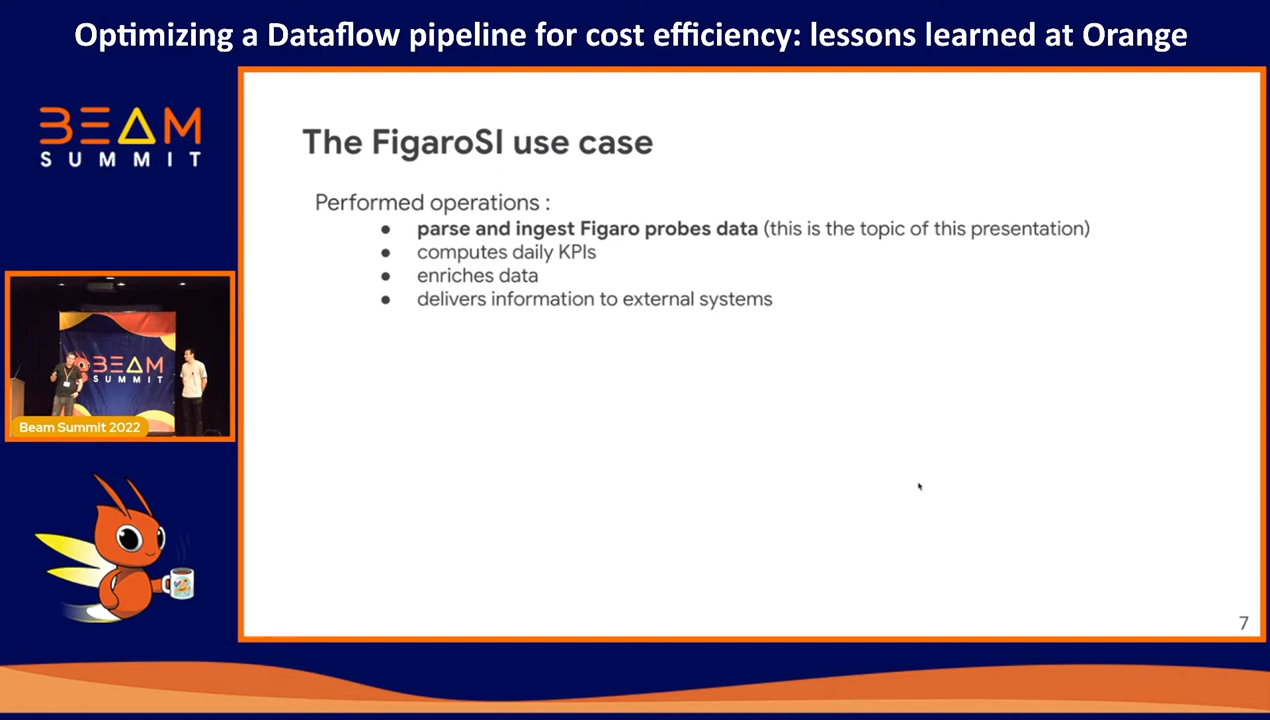 Optimizing a Dataflow pipeline for cost efficiency: lessons learned at Orange
BEAM
SUMMIT
The FigaroSI use case
Performed operations :
● parse and ingest Figaro probes data (this is the topic of this presentation)
● computes daily KPIs
● enriches data
● delivers information to external systems
BEAM
SUMMIT
Beam Summit 2022
7